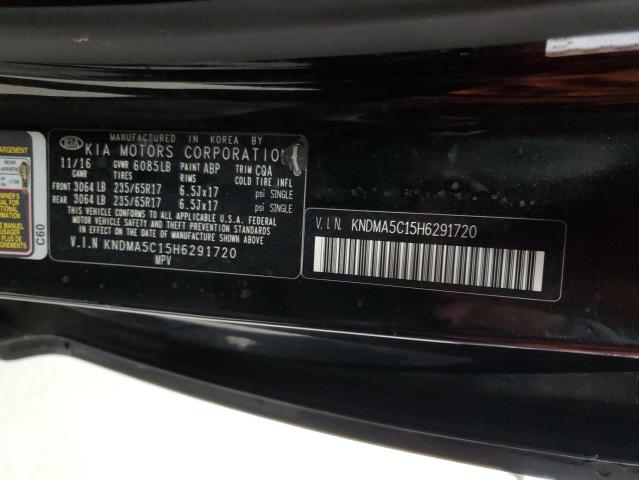 MANUFACTURED IN KOREA BY
KIA KIA MOTORS CORPORATION
11/16 GVWR 6085LB PAINT ABP TRIM CQA
GAWR TIRES RIMS COLD TIRE INFL
FRONT 3064 LB 235/65R17 6.5Jx17 psi SINGLE
REAR 3064 LB 235/65R17 6.5Jx17 psi SINGLE
THIS VEHICLE CONFORMS TO ALL APPLICABLE U.S.A. FEDERAL
MOTOR VEHICLE SAFETY AND THEFT PREVENTION STANDARDS
IN EFFECT ON THE DATE OF MANUFACTURE SHOWN ABOVE.
V.I.N KNDMA5C15H6291720
MPV
V.I.N. KNDMA5C15H6291720
C60